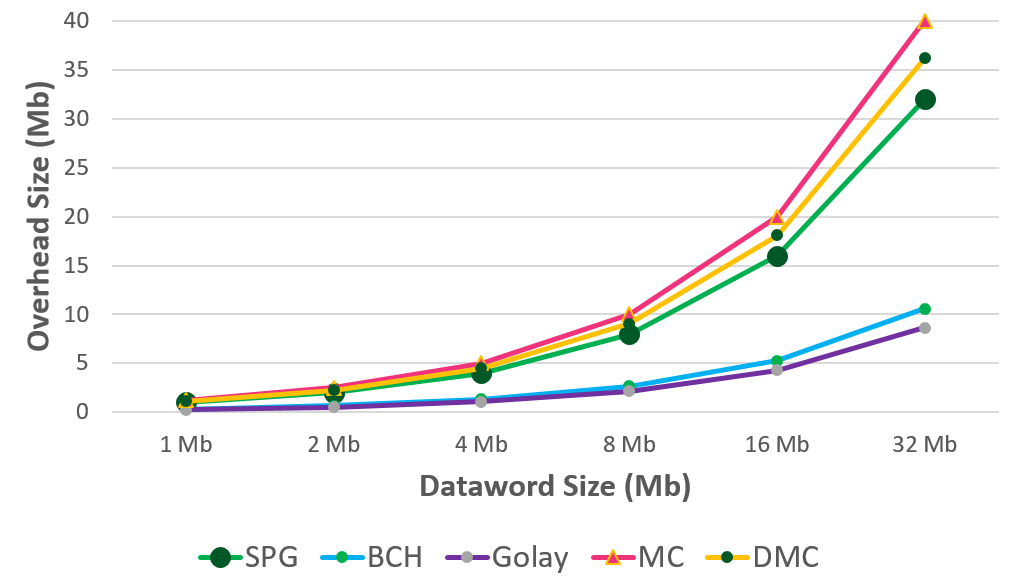 40
35
30
25
20
15
10
5
0
Overhead Size (Mb)
1 Mb 2 Mb 4 Mb 8 Mb 16 Mb 32 Mb
Dataword Size (Mb)
SPG BCH Golay MC DMC